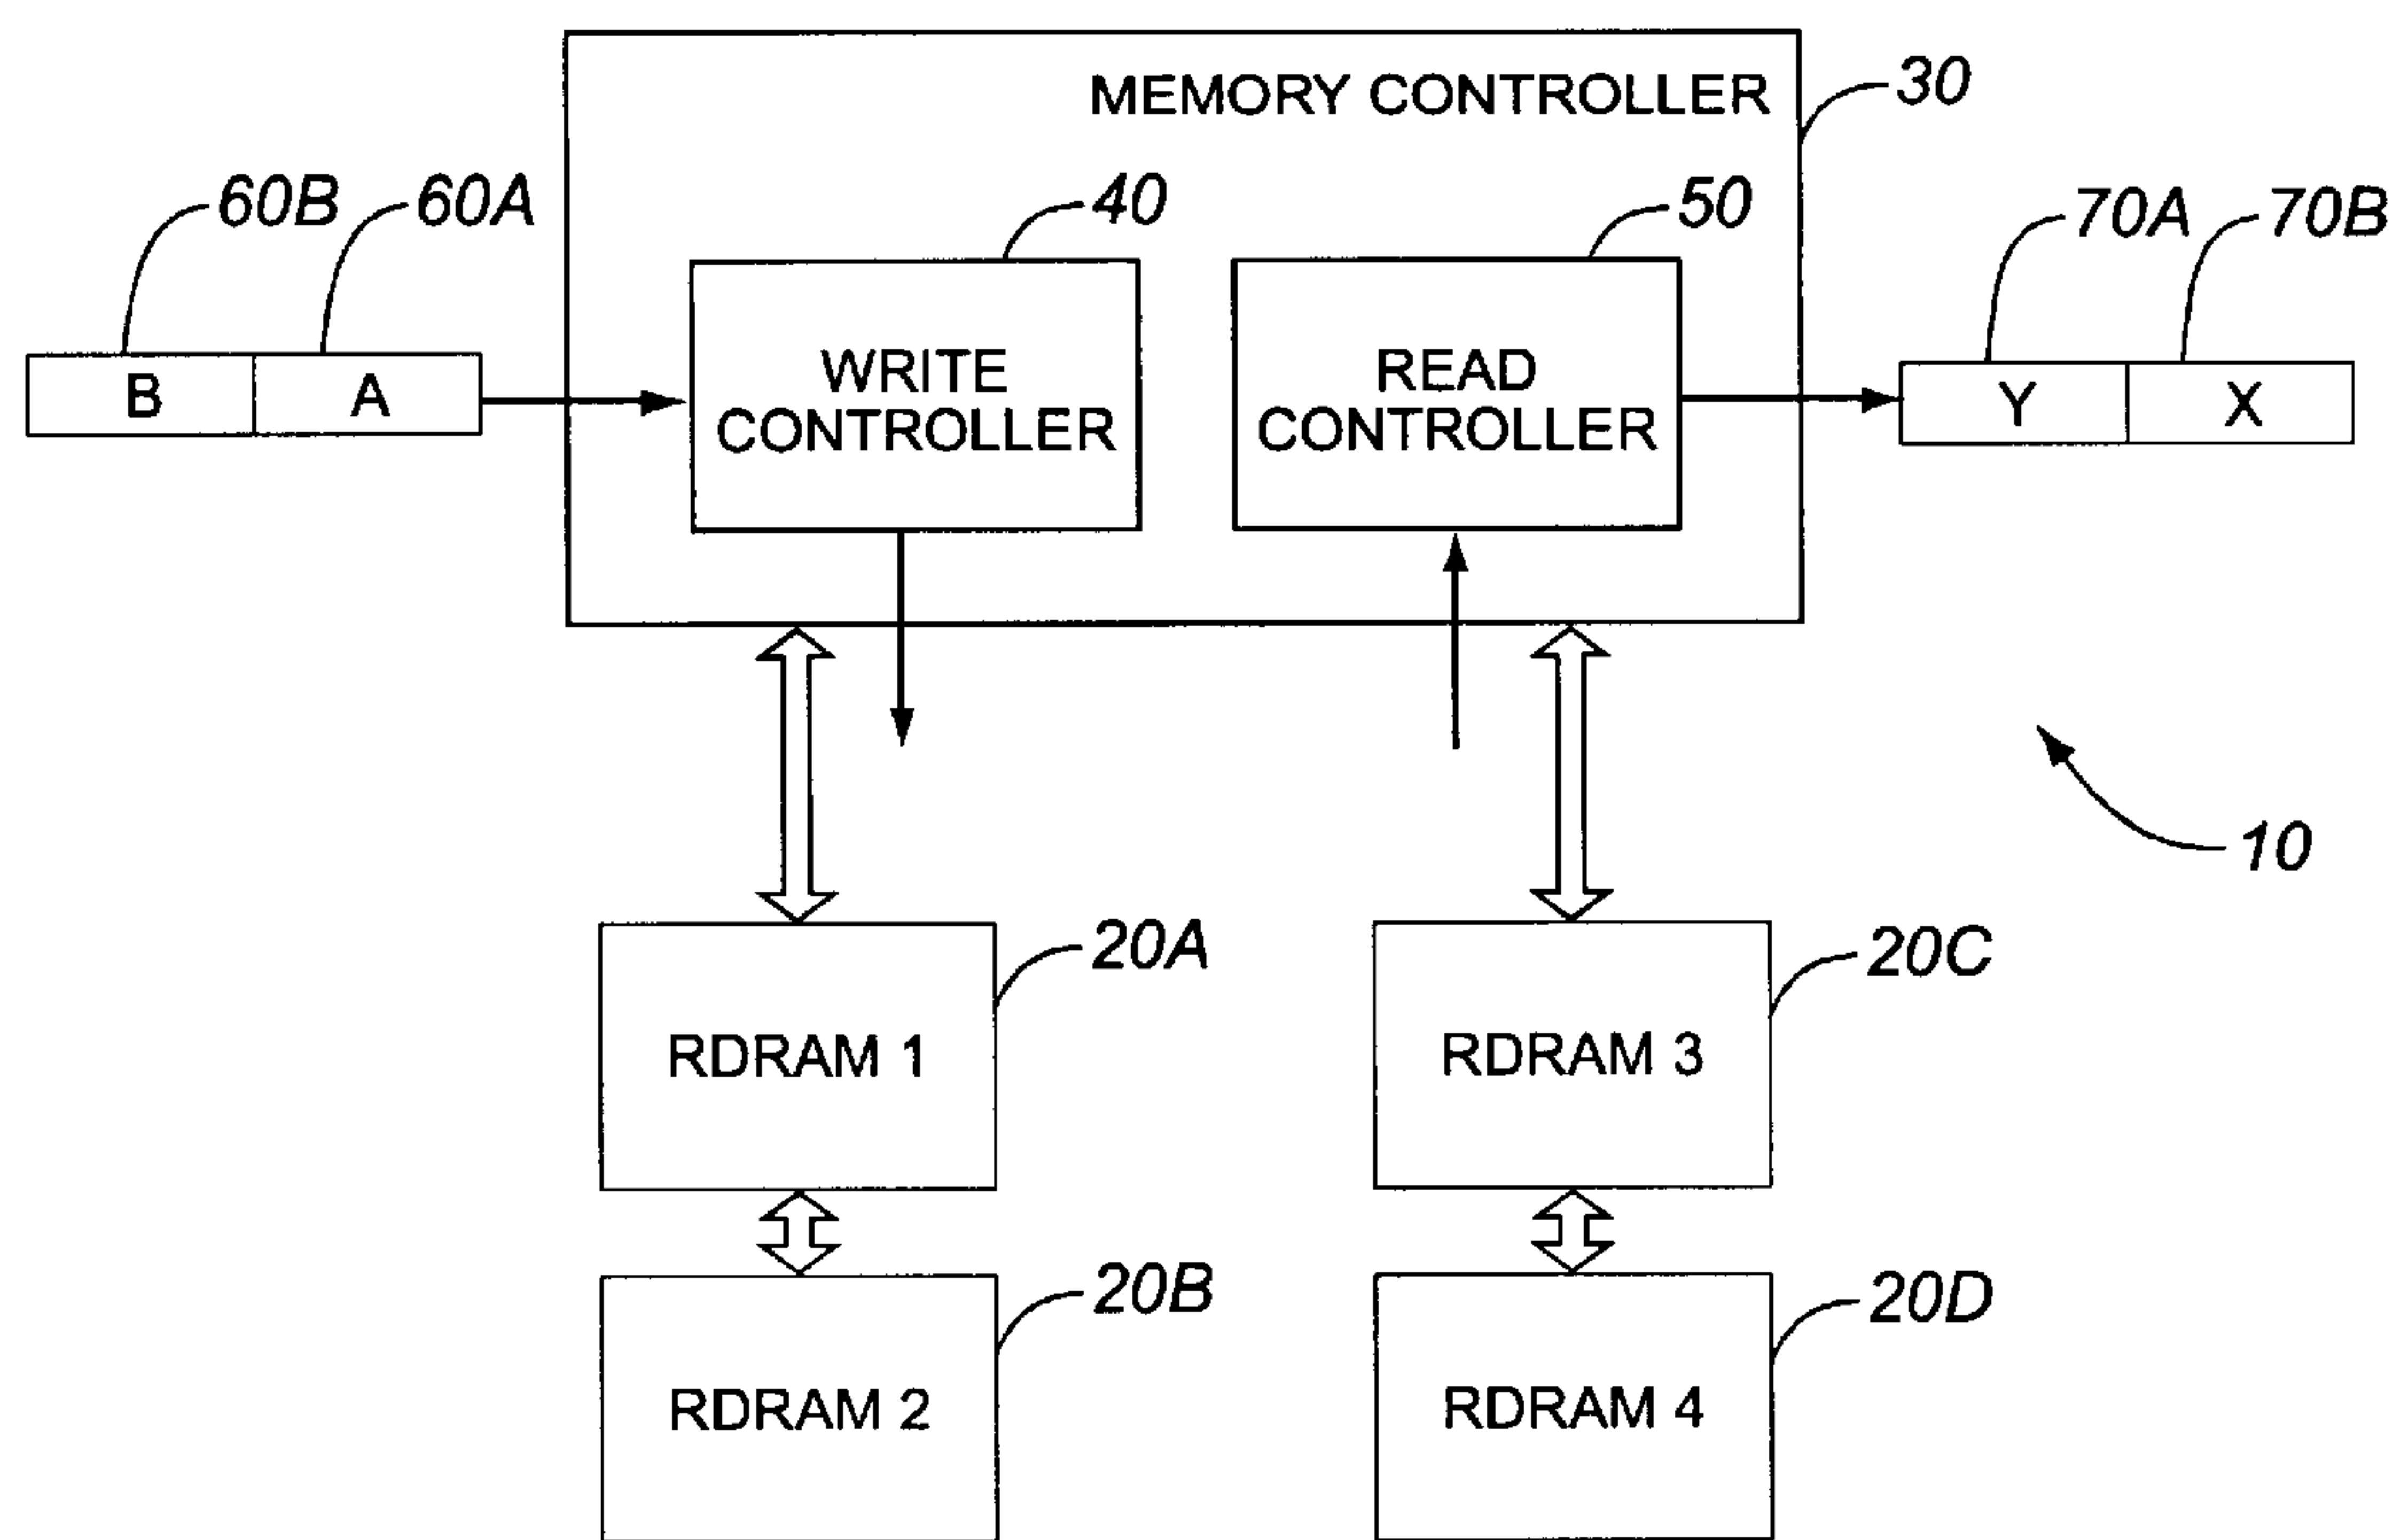 MEMORY CONTROLLER
30
60B 60A
40
50
70A 70B
B A
WRITE
CONTROLLER
READ
CONTROLLER
Y X
10
20A
20C
RDRAM 1
RDRAM 3
20B
20D
RDRAM 2
RDRAM 4